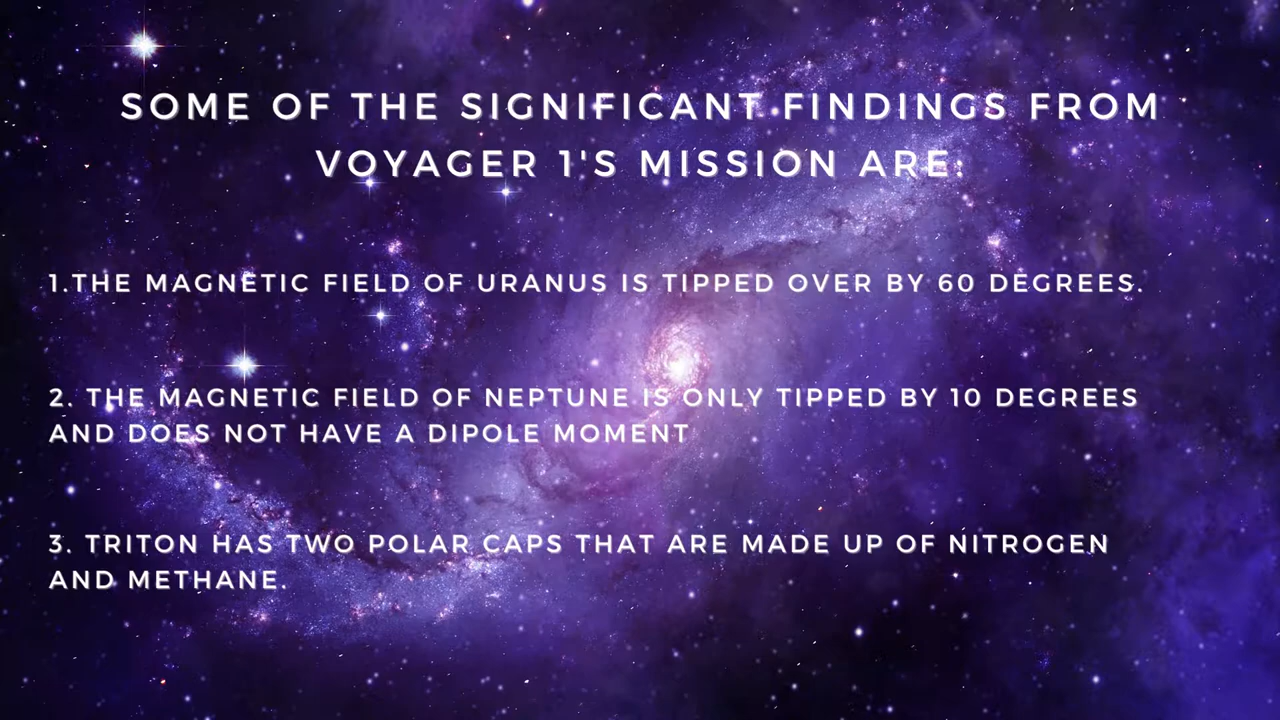 SOME OF THE SIGNIFICANT FINDINGS FROM
VOYAGER 1'S MISSION ARE:
1.THE MAGNETIC FIELD OF URANUS IS TIPPED OVER BY 60 DEGREES.
2. THE MAGNETIC FIELD OF NEPTUNE IS ONLY TIPPED BY 10 DEGREES
AND DOES NOT HAVE A DIPOLE MOMENT
3. TRITON HAS TWO POLAR CAPS THAT ARE MADE UP OF NITROGEN
AND METHANE.